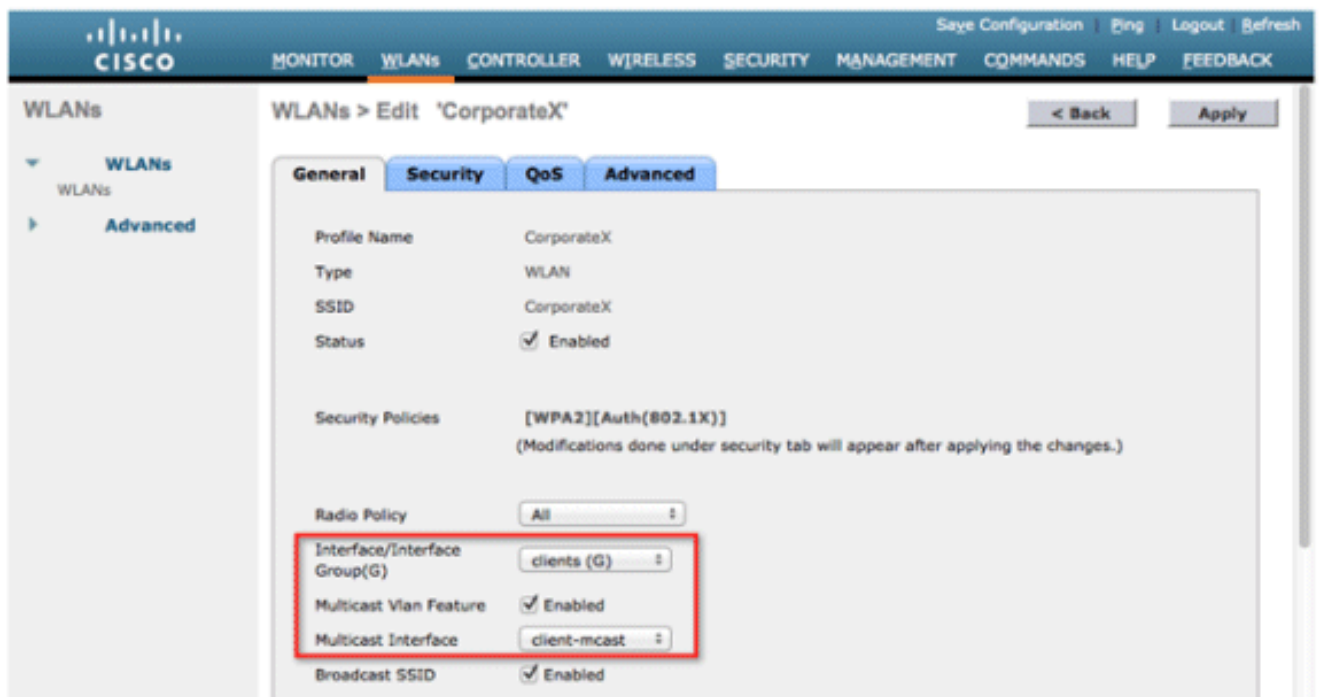 Save Configuration | Ping | Logout | Refresh
CISCO MONITOR WLANs CONTROLLER WIRELESS SECURITY MANAGEMENT COMMANDS HELP FEEDBACK
WLANs
WLANs > Edit 'CorporateX'
< Back Apply
WLANs
WLANs
Advanced
General Security QoS Advanced
Profile Name CorporateX
Type WLAN
SSID CorporateX
Status Enabled
Security Policies [WPA2][Auth(802.1X)]
(Modifications done under security tab will appear after applying the changes.)
Radio Policy All
Interface/Interface
Group(G) clients (G)
Multicast Vlan Feature Enabled
Multicast Interface client-mcast
Broadcast SSID Enabled